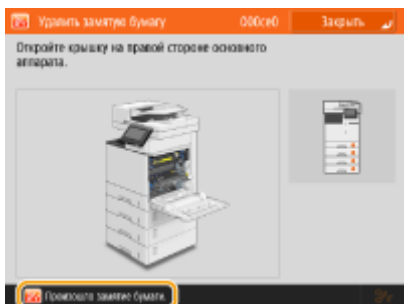 Удалить замятую бумагу 000ce0 Закрыть
Откройте крышку на правой стороне основного
аппарата.
Произошло замятие бумаги.